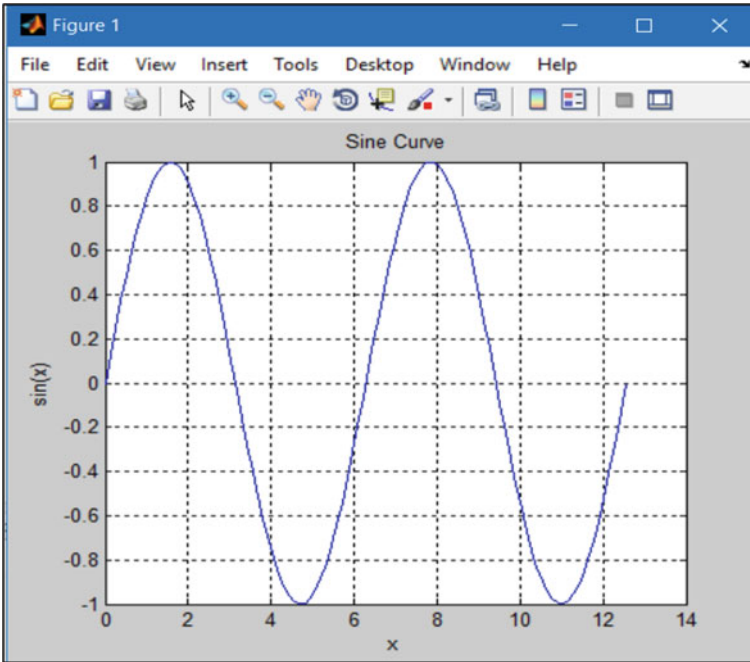 Figure 1
File Edit View Insert Tools Desktop Window Help
Sine Curve
1
0.8
0.6
0.4
0.2
0
-0.2
-0.4
-0.6
-0.8
-1
sin(x)
0 2 4 6 8 10 12 14
x